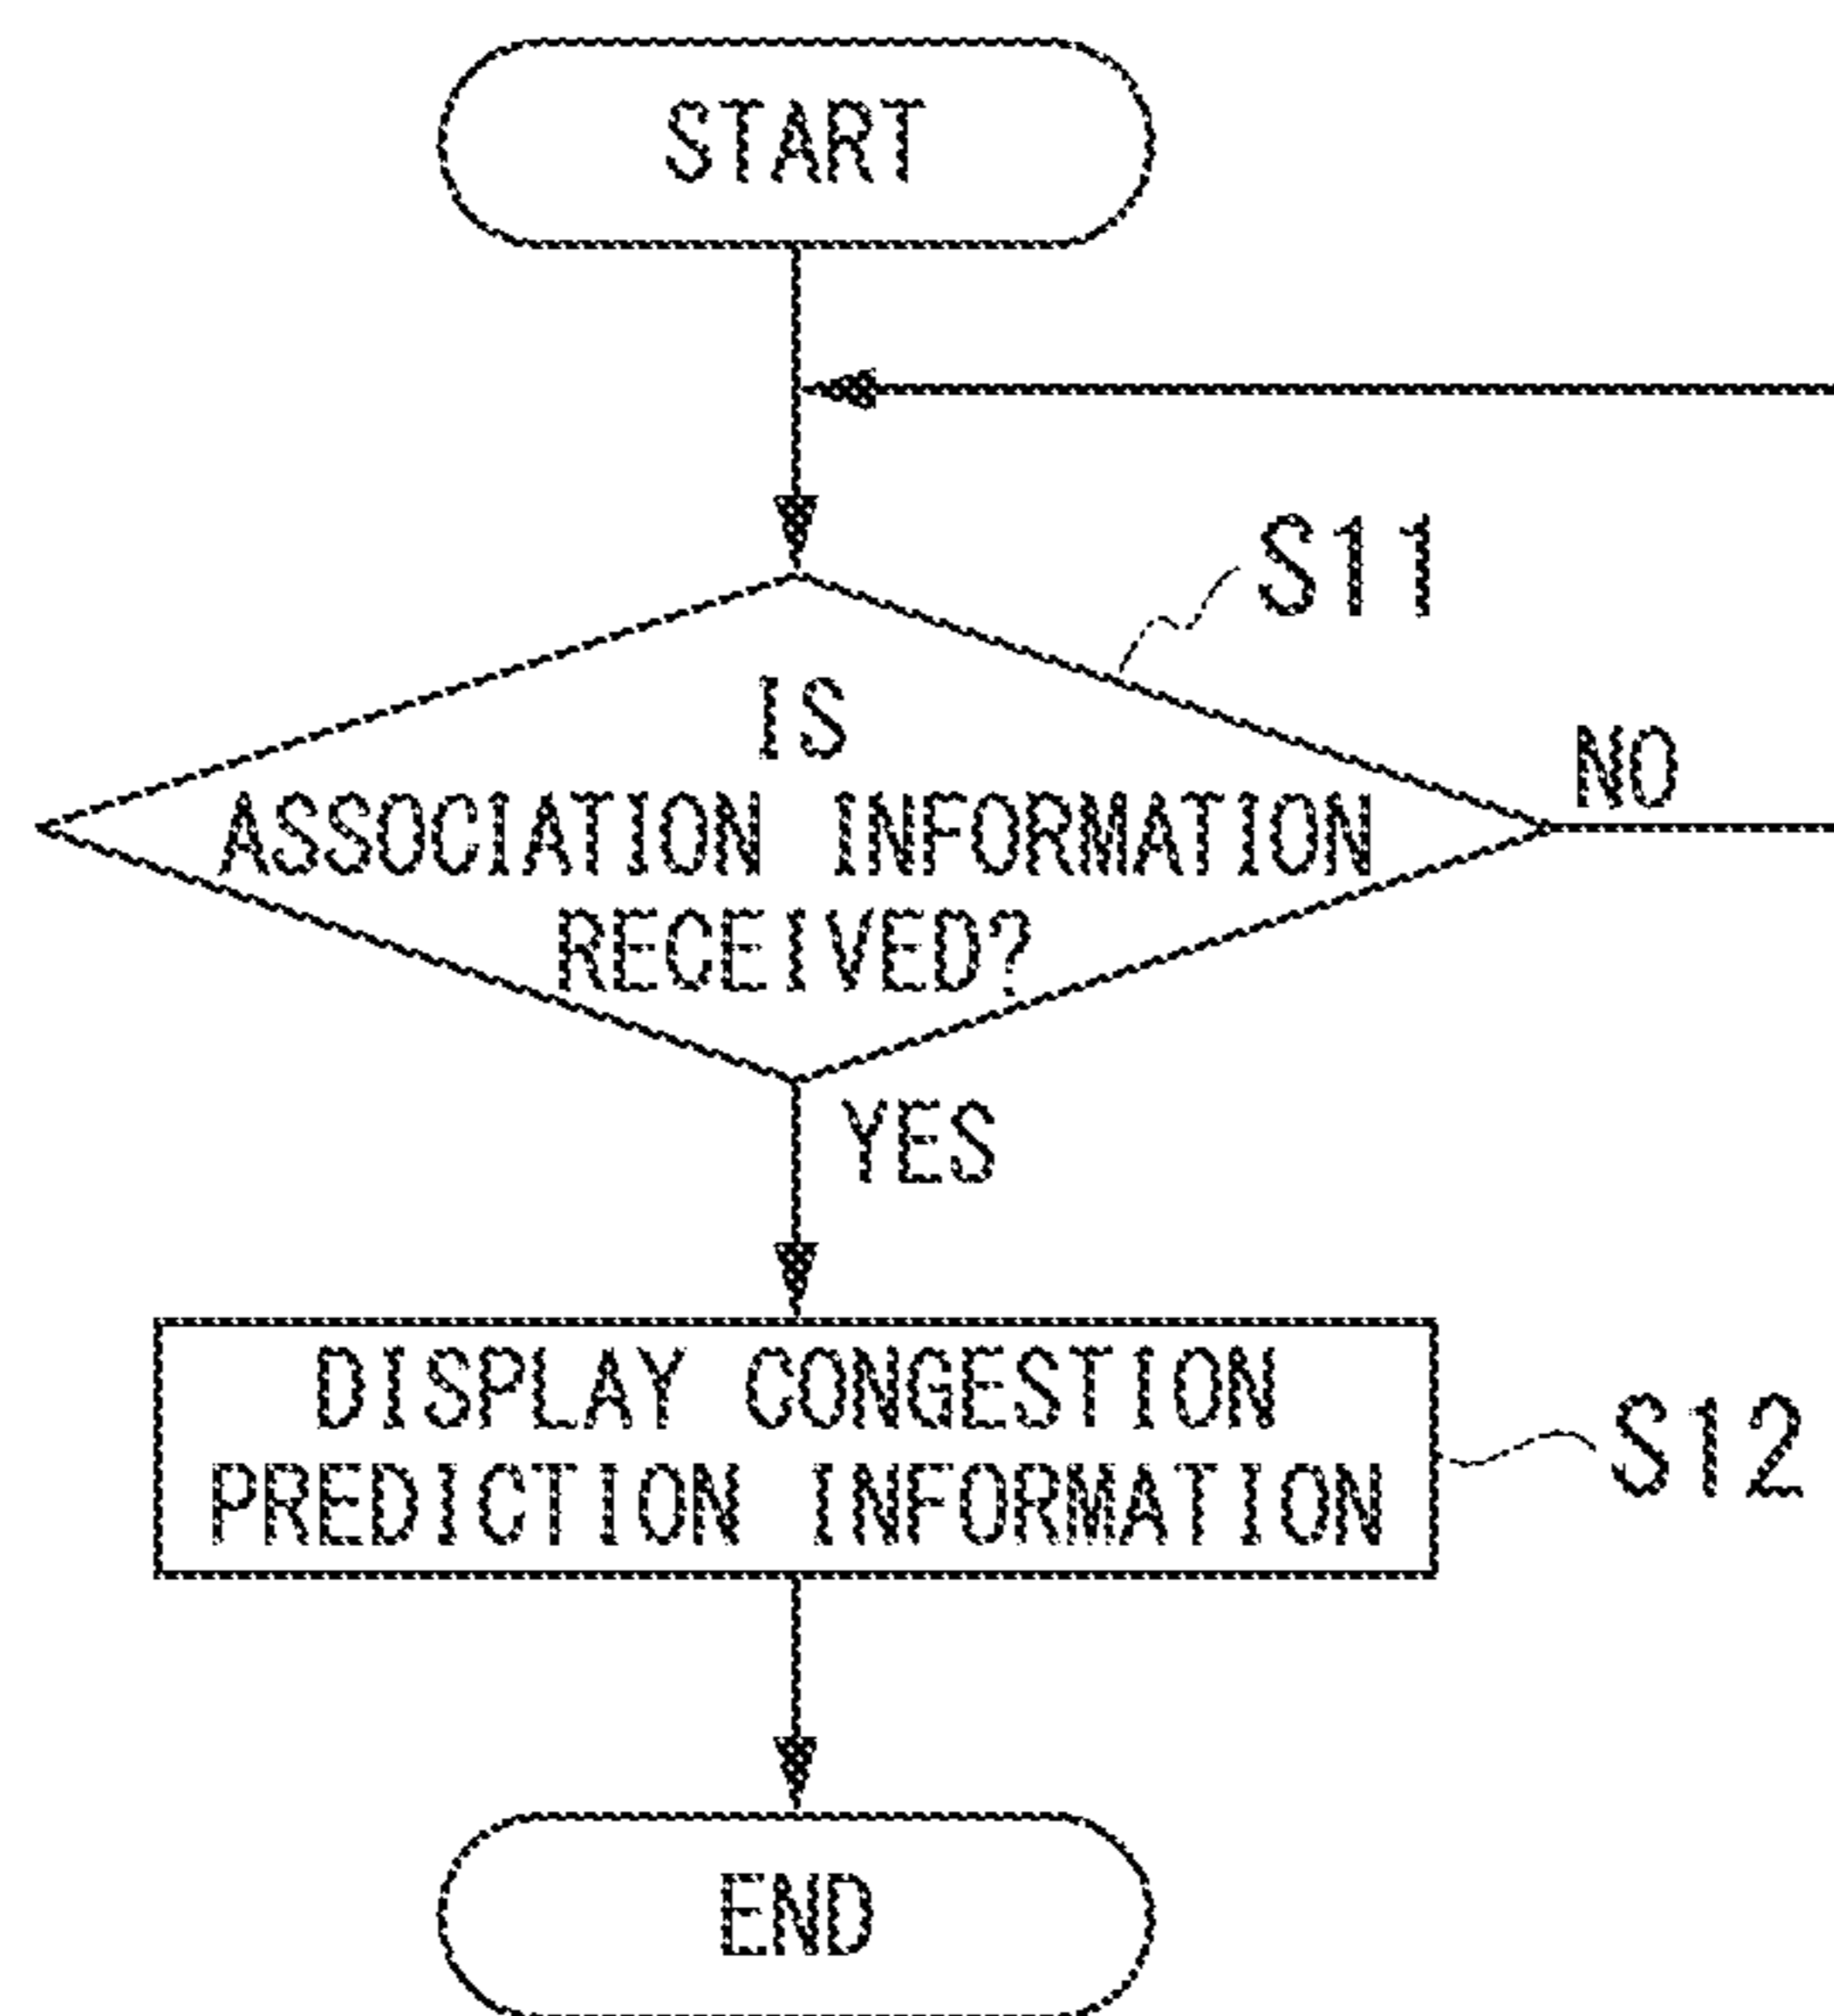 START
S11
IS
ASSOCIATION INFORMATION
RECEIVED?
NO
YES
DISPLAY CONGESTION
PREDICTION INFORMATION
S12
END